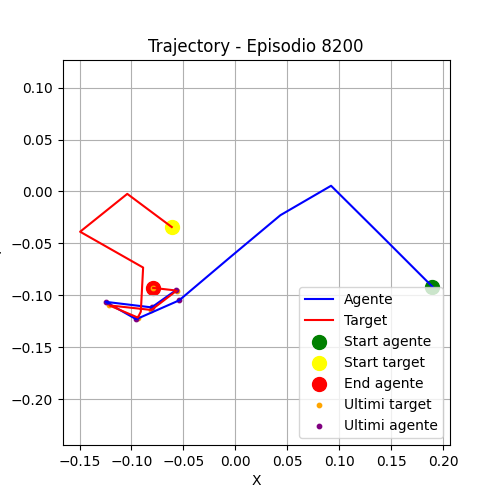 Trajectory - Episodio 8200
0.10
0.05
0.00
−0.05
−0.10
−0.15
−0.20
−0.15
−0.10
−0.05
0.00
0.05
0.10
0.15
0.20
X
Agente
Target
Start agente
Start target
End agente
Ultimi target
Ultimi agente